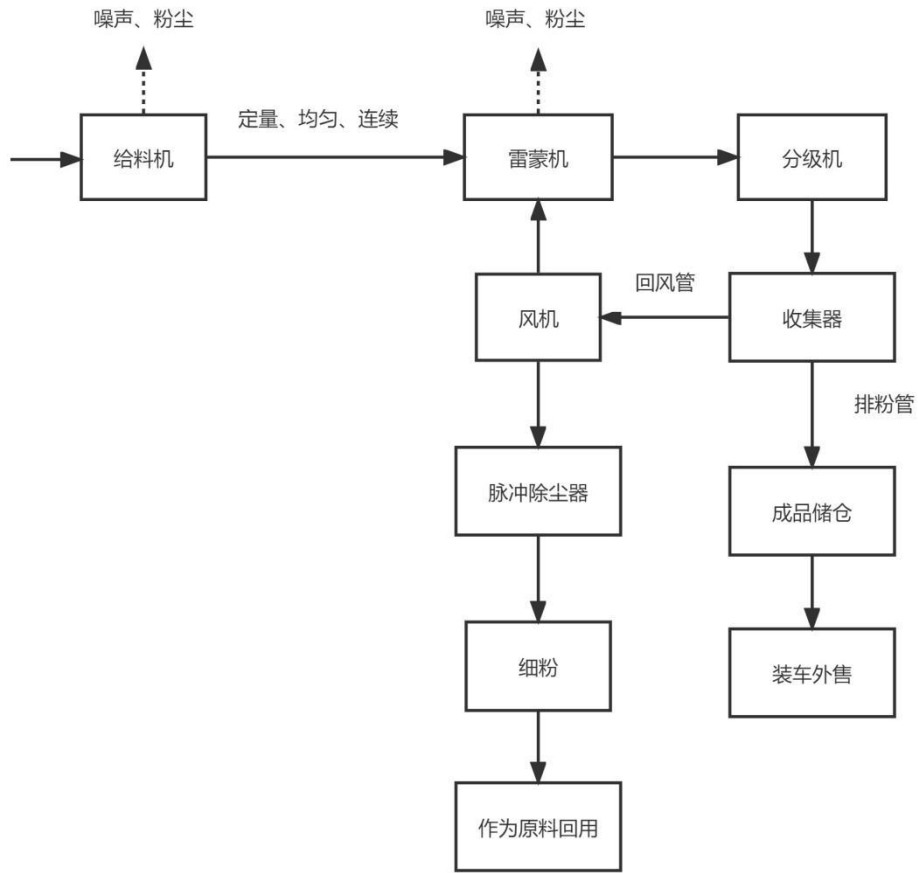 噪声、粉尘
噪声、粉尘
定量、均匀、连续
给料机
雷蒙机
分级机
回风管
风机
收集器
排粉管
脉冲除尘器
成品储仓
细粉
装车外售
作为原料回用